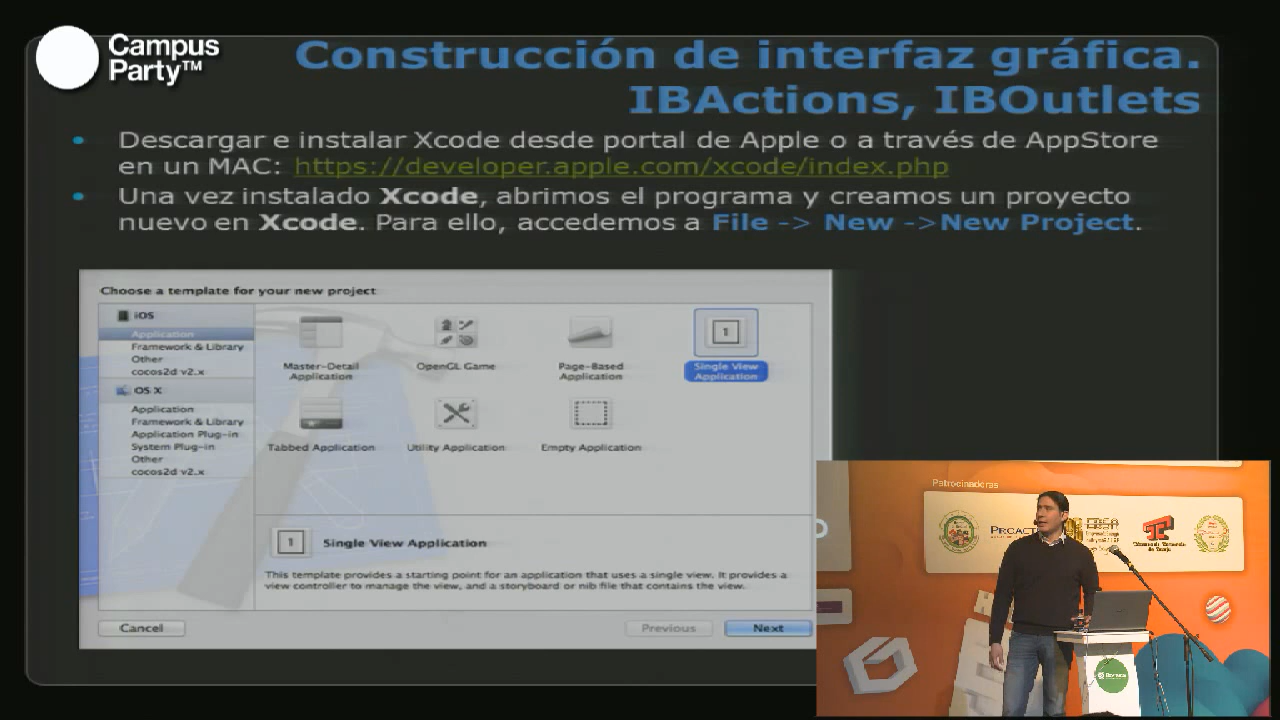 Campus
Party™
Construcción de interfaz gráfica.
IBActions, IBOutlets
• Descargar e instalar Xcode desde portal de Apple o a través de AppStore
en un MAC: https://developer.apple.com/xcode/index.php
• Una vez instalado Xcode, abrimos el programa y creamos un proyecto
nuevo en Xcode. Para ello, accedemos a File -> New ->New Project.
Choose a template for your new project
iOS
Application
Framework & Library
Other
cocos2d v2.x
OS X
Application
Framework & Library
Application Plug-in
System Plug-in
Other
cocos2d v2.x
Master-Detail
Application
OpenGL Game
Page-Based
Application
1
Single View
Application
Tabbed Application
Utility Application
Empty Application
1
Single View Application
This template provides a starting point for an application that uses a single view. It provides a
view controller to manage the view, and a storyboard or nib file that contains the view.
Cancel
Previous
Next
Patrocinadores